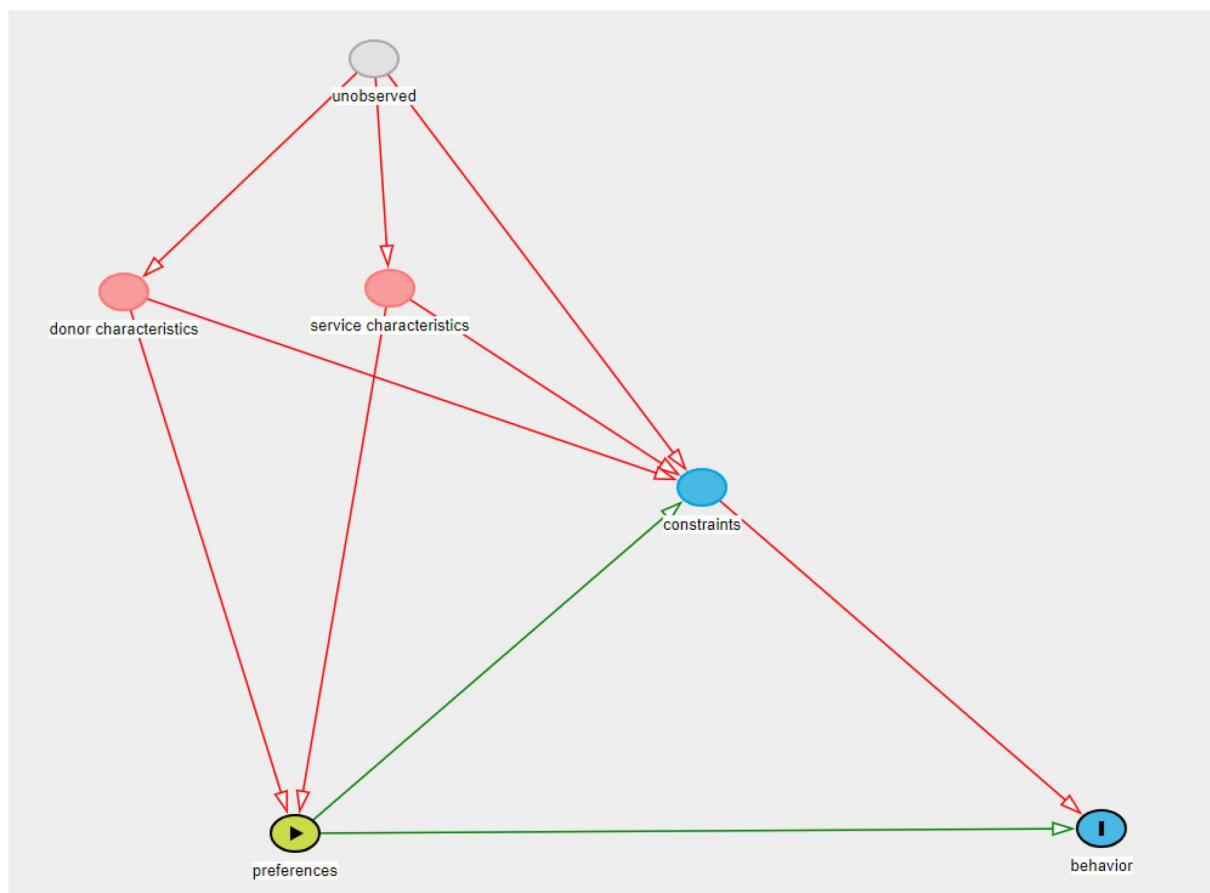 unobserved
donor characteristics
service characteristics
constraints
preferences
behavior